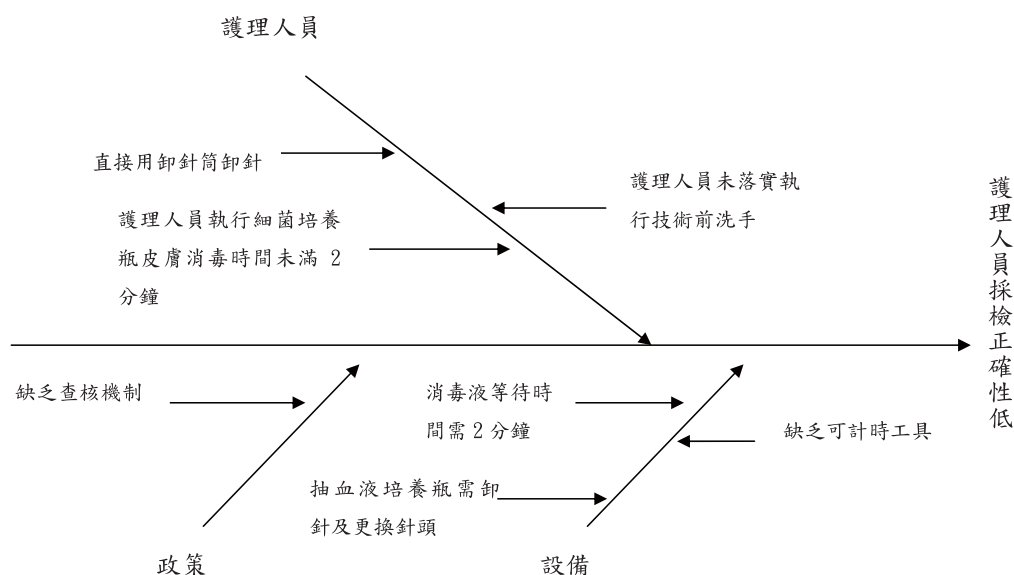 護理人員
直接用卸針筒卸針
護理人員未落實執
行技術前洗手
護理人員執行細菌培養
瓶皮膚消毒時間未滿 2
分鐘
護理人員採檢正確性低
缺乏查核機制
消毒液等待時
間需 2 分鐘
缺乏可計時工具
抽血液培養瓶需卸
針及更換針頭
政策
設備